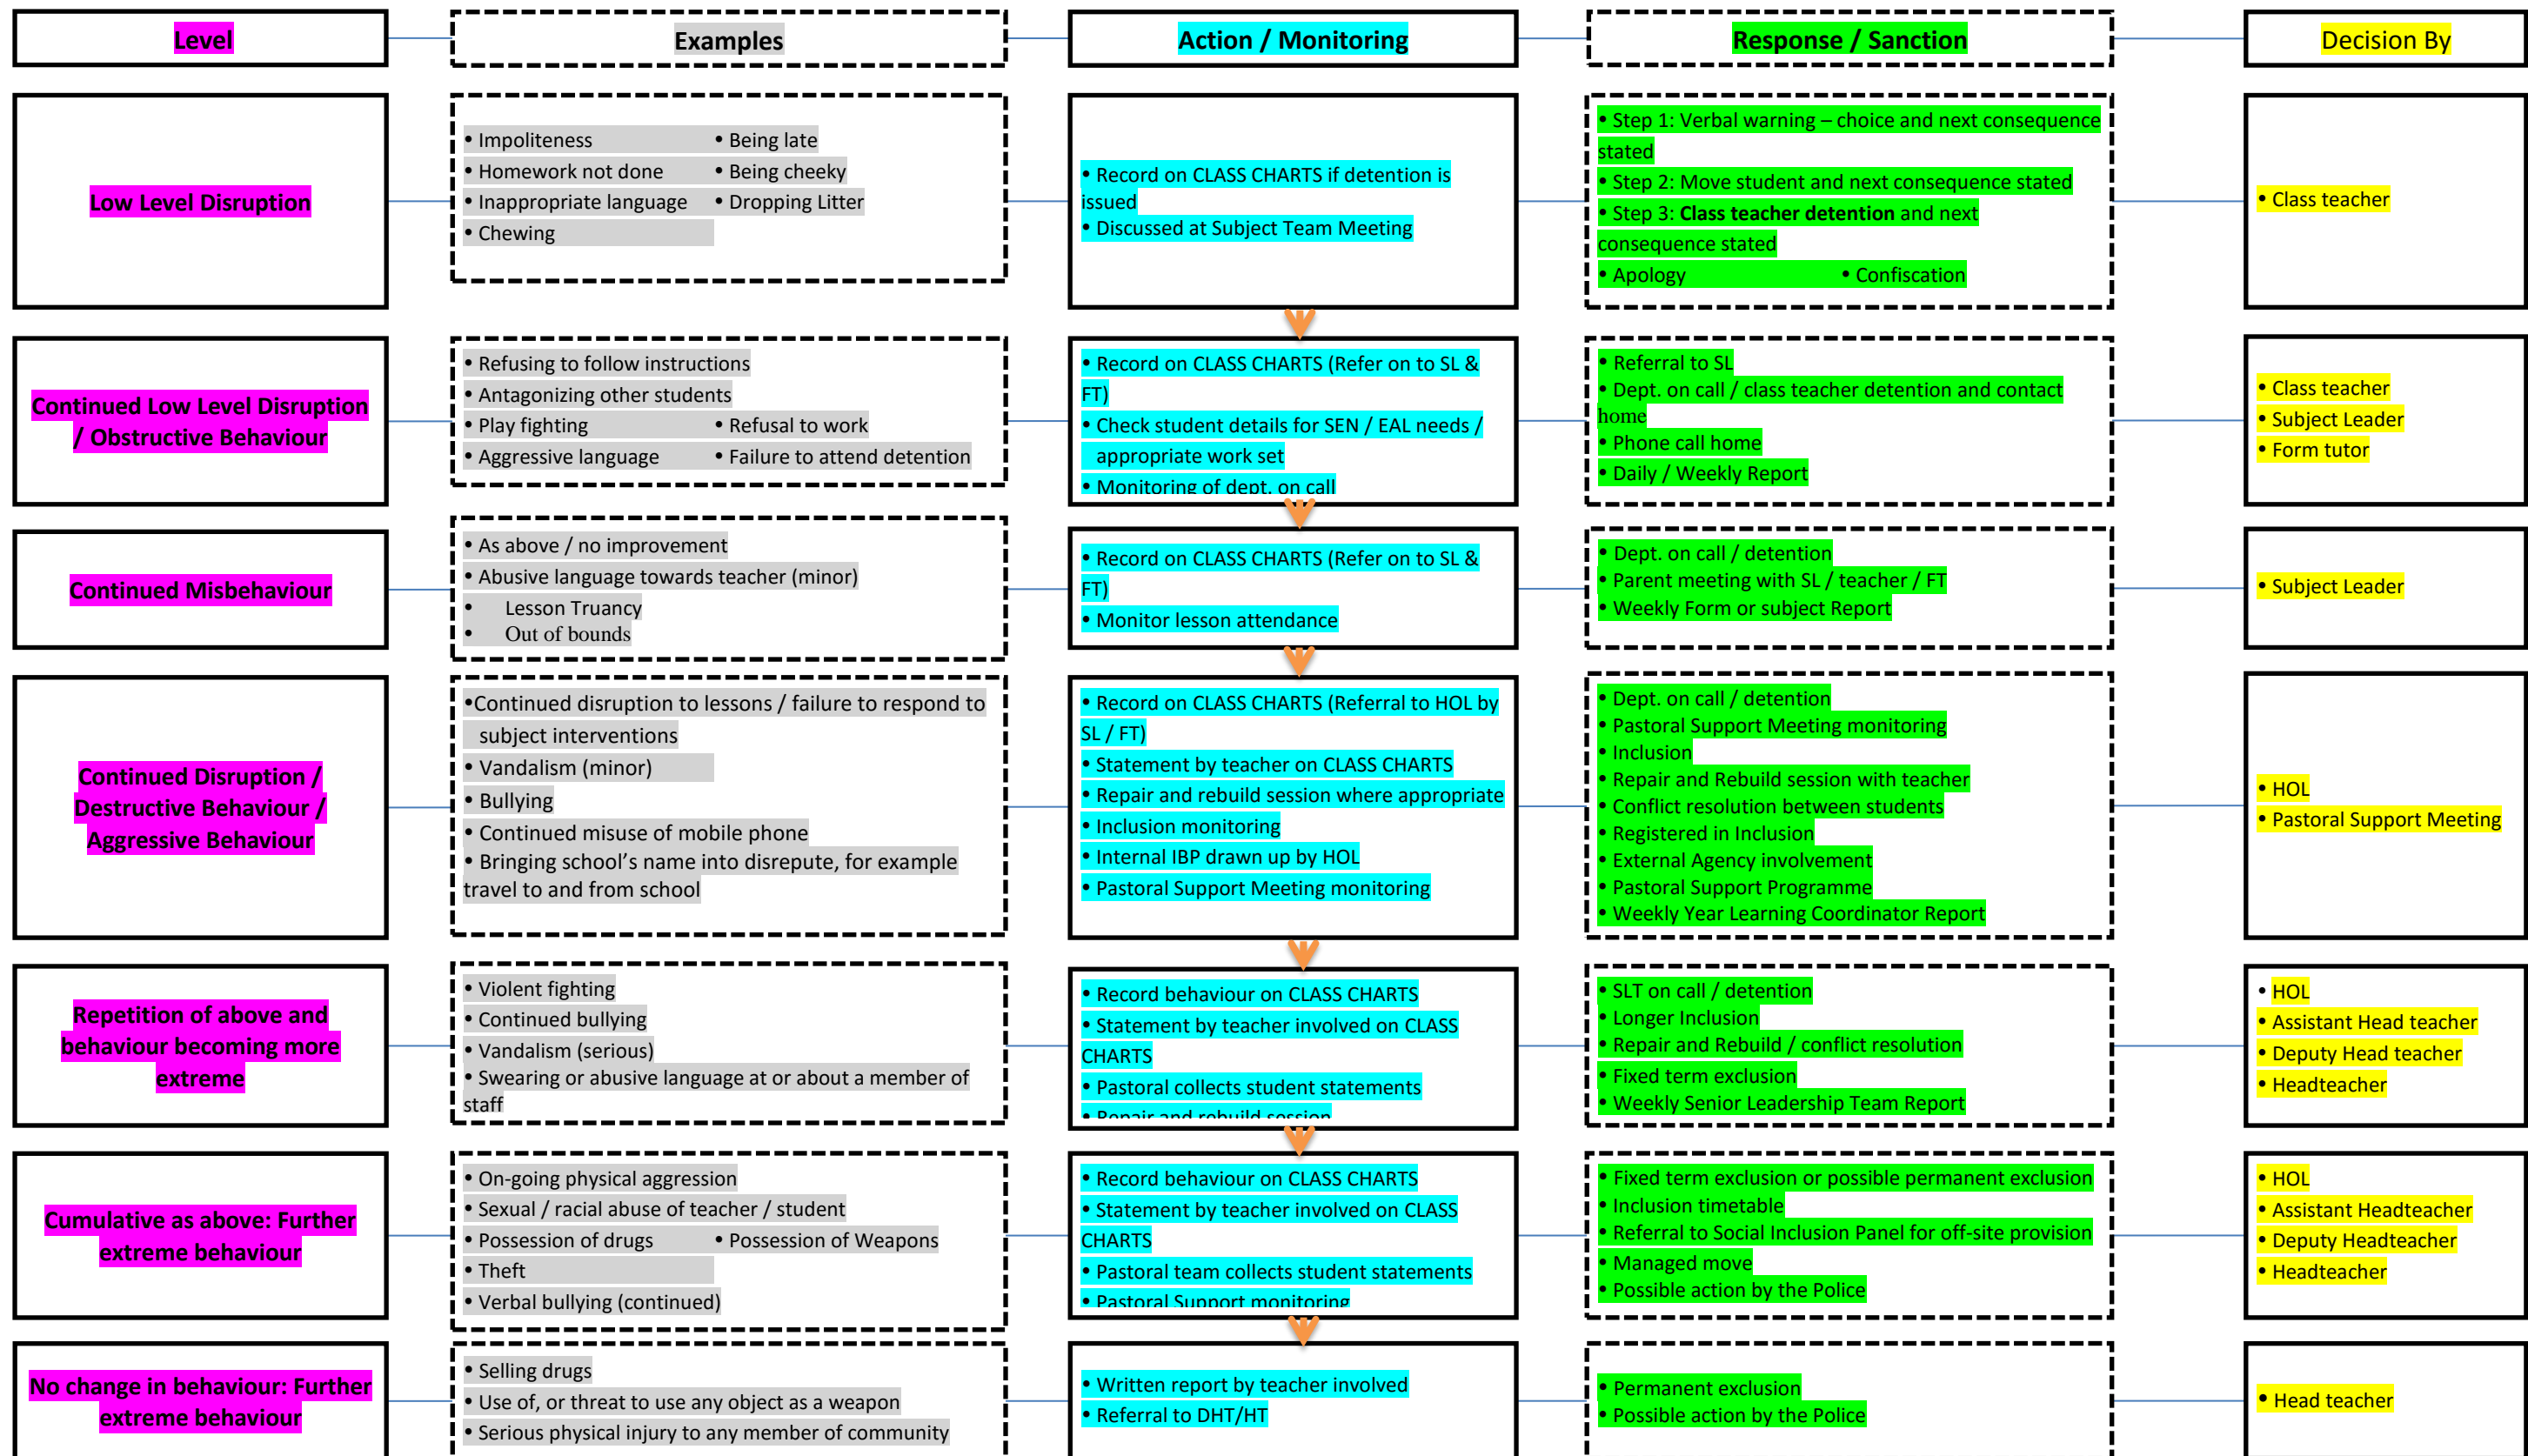 Level
Examples
Action / Monitoring
Response / Sanction
Decision By
Low Level Disruption
• Impoliteness • Being late
• Homework not done • Being cheeky
• Inappropriate language • Dropping Litter
• Chewing
• Record on CLASS CHARTS if detention is
issued
• Discussed at Subject Team Meeting
• Step 1: Verbal warning – choice and next consequence
stated
• Step 2: Move student and next consequence stated
• Step 3: Class teacher detention and next
consequence stated
• Apology • Confiscation
• Class teacher
Continued Low Level Disruption
/ Obstructive Behaviour
• Refusing to follow instructions
• Antagonizing other students
• Play fighting • Refusal to work
• Aggressive language • Failure to attend detention
• Record on CLASS CHARTS (Refer on to SL &
FT)
• Check student details for SEN / EAL needs /
appropriate work set
• Monitoring of dept. on call
• Referral to SL
• Dept. on call / class teacher detention and contact
home
• Phone call home
• Daily / Weekly Report
• Class teacher
• Subject Leader
• Form tutor
Continued Misbehaviour
• As above / no improvement
• Abusive language towards teacher (minor)
• Lesson Truancy
• Out of bounds
• Record on CLASS CHARTS (Refer on to SL &
FT)
• Monitor lesson attendance
• Dept. on call / detention
• Parent meeting with SL / teacher / FT
• Weekly Form or subject Report
• Subject Leader
Continued Disruption /
Destructive Behaviour /
Aggressive Behaviour
•Continued disruption to lessons / failure to respond to
subject interventions
• Vandalism (minor)
• Bullying
• Continued misuse of mobile phone
• Bringing school's name into disrepute, for example
travel to and from school
• Record on CLASS CHARTS (Referral to HOL by
SL / FT)
• Statement by teacher on CLASS CHARTS
• Repair and rebuild session where appropriate
• Inclusion monitoring
• Internal IBP drawn up by HOL
• Pastoral Support Meeting monitoring
• Dept. on call / detention
• Pastoral Support Meeting monitoring
• Inclusion
• Repair and Rebuild session with teacher
• Conflict resolution between students
• Registered in Inclusion
• External Agency involvement
• Pastoral Support Programme
• Weekly Year Learning Coordinator Report
• HOL
• Pastoral Support Meeting
Repetition of above and
behaviour becoming more
extreme
• Violent fighting
• Continued bullying
• Vandalism (serious)
• Swearing or abusive language at or about a member of
staff
• Record behaviour on CLASS CHARTS
• Statement by teacher involved on CLASS
CHARTS
• Pastoral collects student statements
• Repair and rebuild session
• SLT on call / detention
• Longer Inclusion
• Repair and Rebuild / conflict resolution
• Fixed term exclusion
• Weekly Senior Leadership Team Report
• HOL
• Assistant Head teacher
• Deputy Head teacher
• Headteacher
Cumulative as above: Further
extreme behaviour
• On-going physical aggression
• Sexual / racial abuse of teacher / student
• Possession of drugs • Possession of Weapons
• Theft
• Verbal bullying (continued)
• Record behaviour on CLASS CHARTS
• Statement by teacher involved on CLASS
CHARTS
• Pastoral team collects student statements
• Pastoral Support monitoring
• Fixed term exclusion or possible permanent exclusion
• Inclusion timetable
• Referral to Social Inclusion Panel for off-site provision
• Managed move
• Possible action by the Police
• HOL
• Assistant Headteacher
• Deputy Headteacher
• Headteacher
No change in behaviour: Further
extreme behaviour
• Selling drugs
• Use of, or threat to use any object as a weapon
• Serious physical injury to any member of community
• Written report by teacher involved
• Referral to DHT/HT
• Permanent exclusion
• Possible action by the Police
• Head teacher